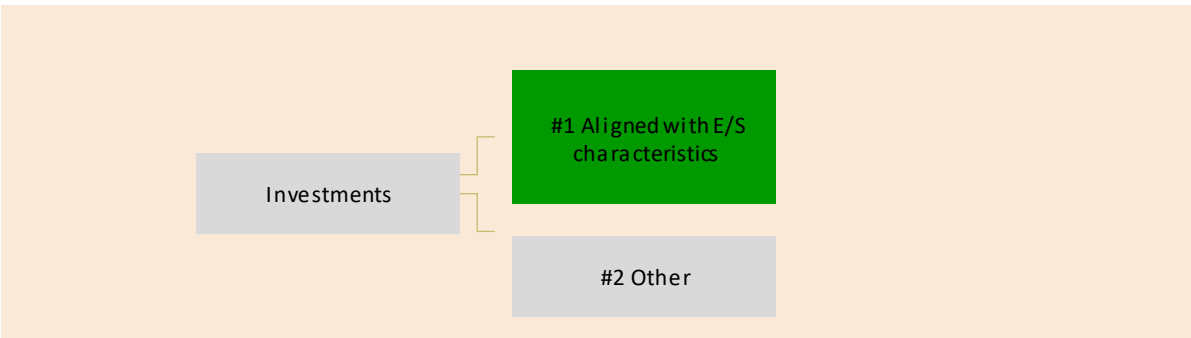 #1 Aligned with E/S
characteristics
Investments
#2 Other